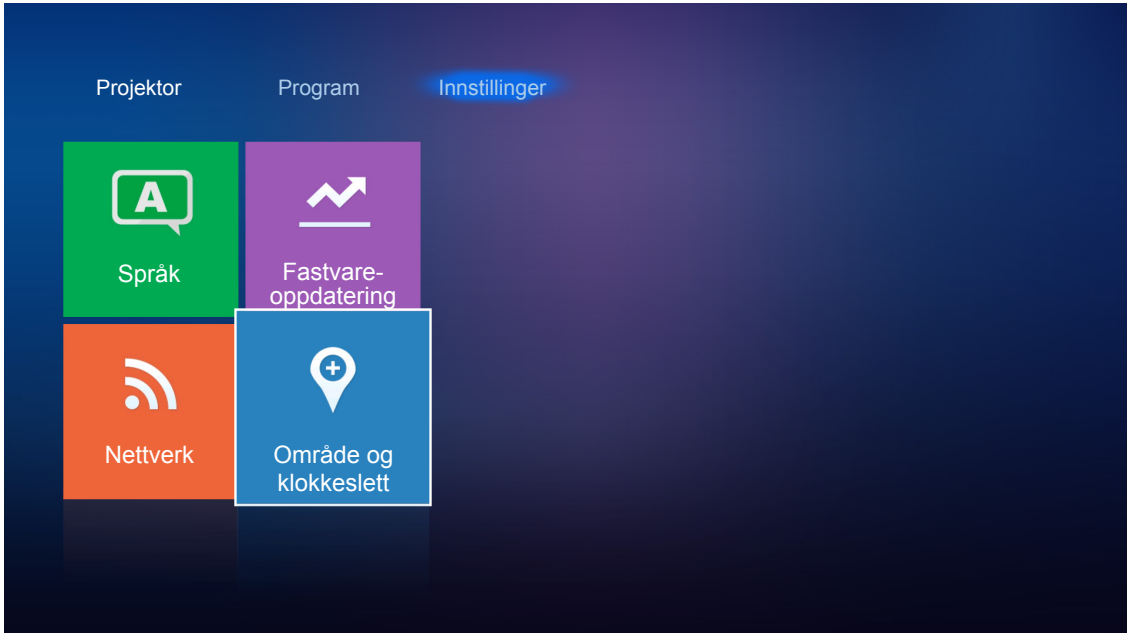 Projektor
Program
Innstillinger
A
Språk
Fastvare-
oppdatering
Nettverk
Område og
klokkeslett